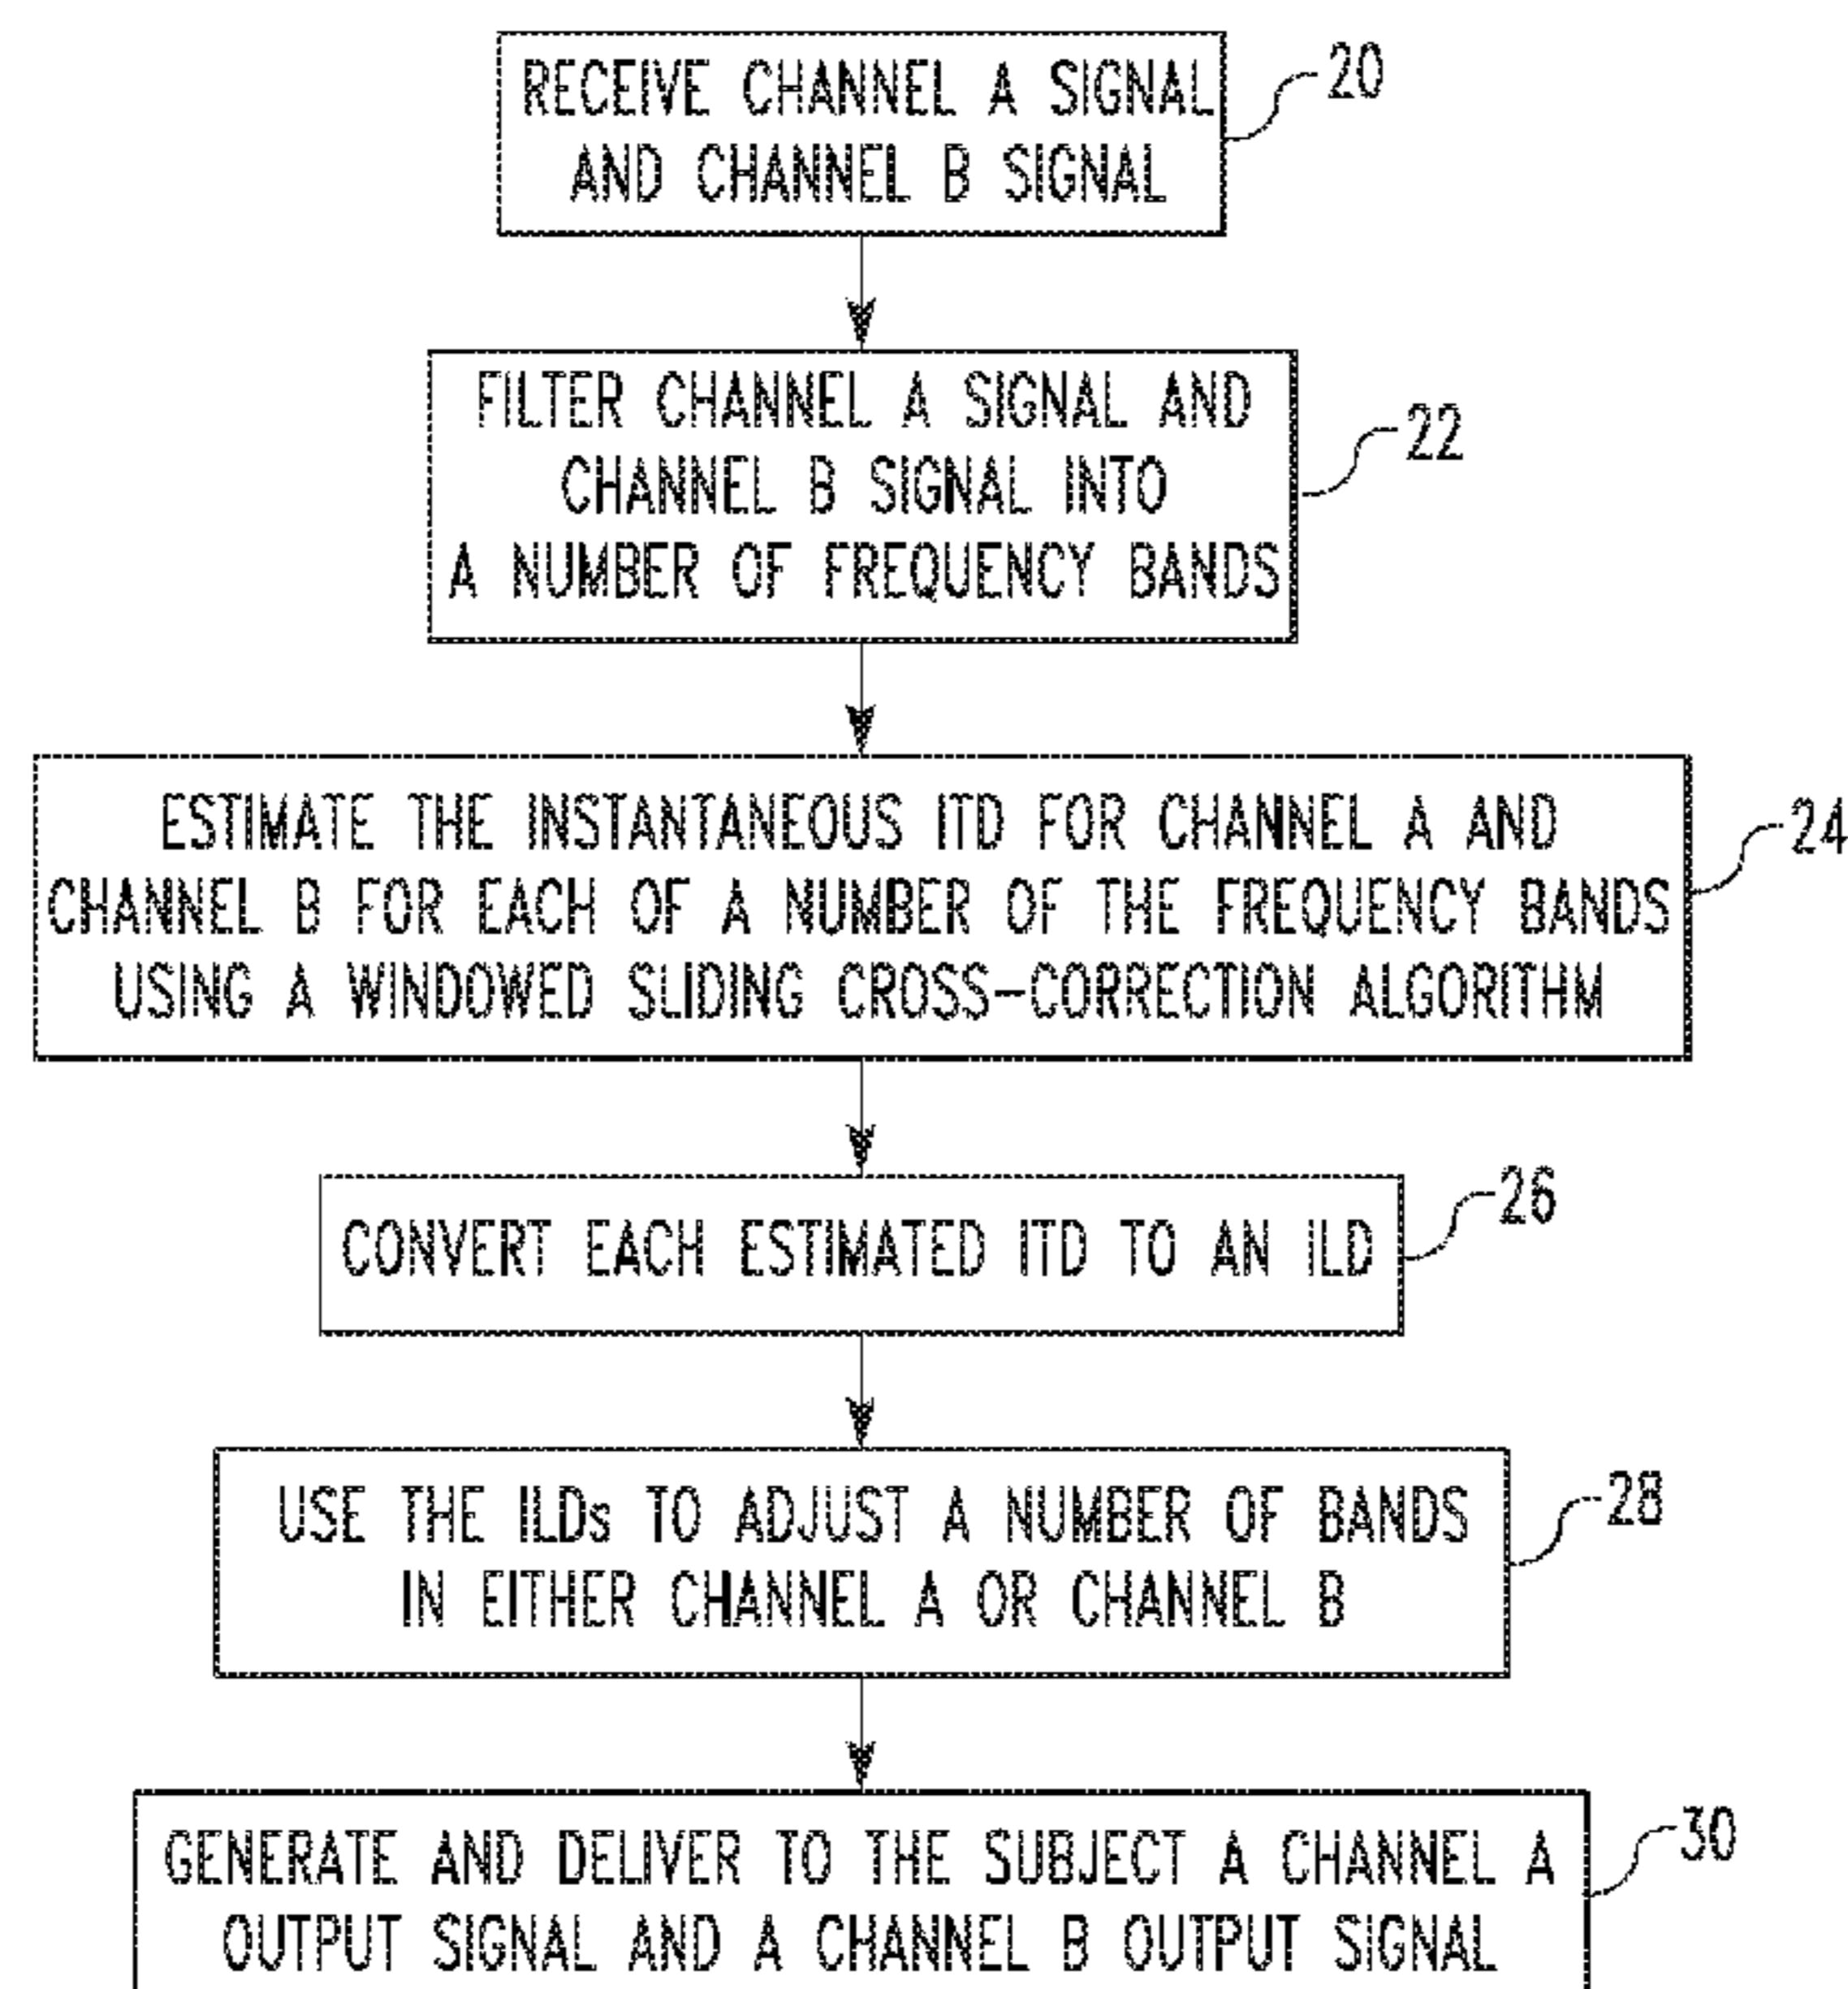 RECEIVE CHANNEL A SIGNAL
AND CHANNEL B SIGNAL
20
FILTER CHANNEL A SIGNAL AND
CHANNEL B SIGNAL INTO
A NUMBER OF FREQUENCY BANDS
22
ESTIMATE THE INSTANTANEOUS ITD FOR CHANNEL A AND
CHANNEL B FOR EACH OF A NUMBER OF THE FREQUENCY BANDS
USING A WINDOWED SLIDING CROSS-CORRECTION ALGORITHM
24
CONVERT EACH ESTIMATED ITD TO AN ILD
26
USE THE ILDs TO ADJUST A NUMBER OF BANDS
IN EITHER CHANNEL A OR CHANNEL B
28
GENERATE AND DELIVER TO THE SUBJECT A CHANNEL A
OUTPUT SIGNAL AND A CHANNEL B OUTPUT SIGNAL
30